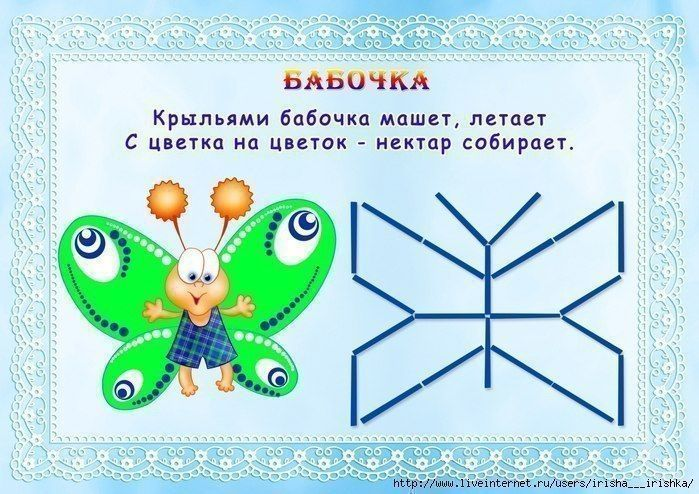 БАБОЧКА
Крыльями бабочка машет, летает
С цветка на цветок - нектар собирает.
http://www.liveinternet.ru/users/irisha___irishka/